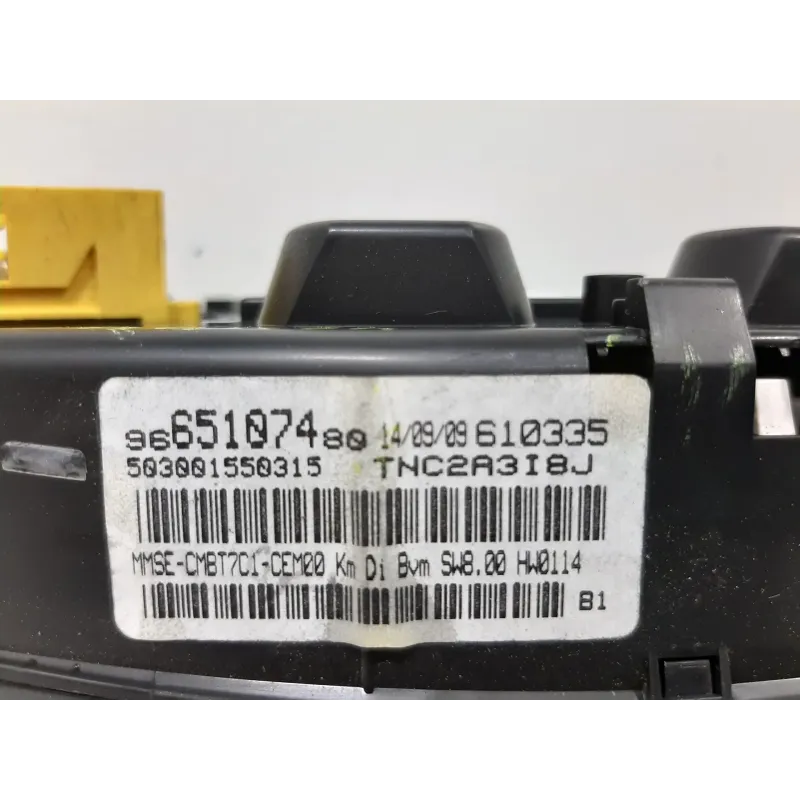 9665107480 14/09/09 610335
503001550315 TNC2A3I8J
MMSE-CMBT7C1-CEM00 Km Di Bvm SW8.00 HW0114
B1